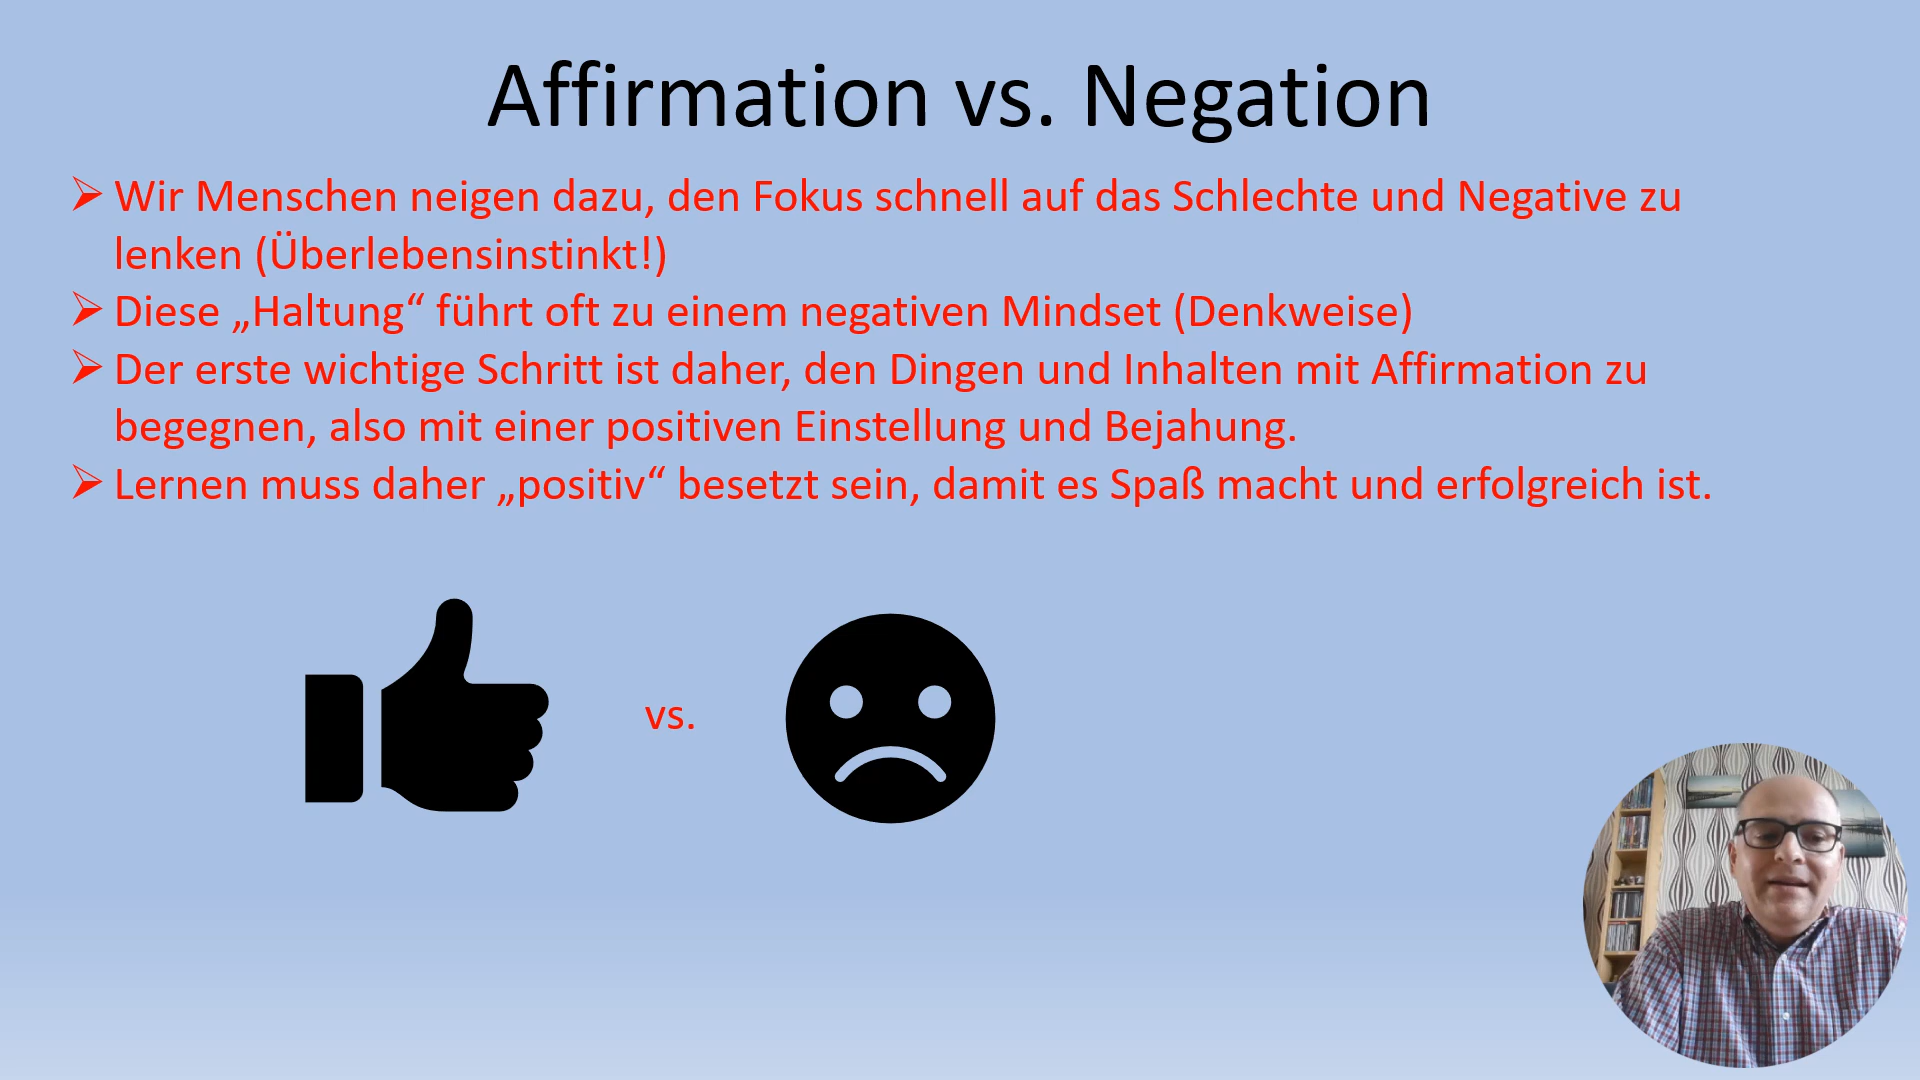 Affirmation vs. Negation
➢ Wir Menschen neigen dazu, den Fokus schnell auf das Schlechte und Negative zu
lenken (Überlebensinstinkt!)
➢ Diese „Haltung“ führt oft zu einem negativen Mindset (Denkweise)
➢ Der erste wichtige Schritt ist daher, den Dingen und Inhalten mit Affirmation zu
begegnen, also mit einer positiven Einstellung und Bejahung.
➢ Lernen muss daher „positiv“ besetzt sein, damit es Spaß macht und erfolgreich ist.
vs.